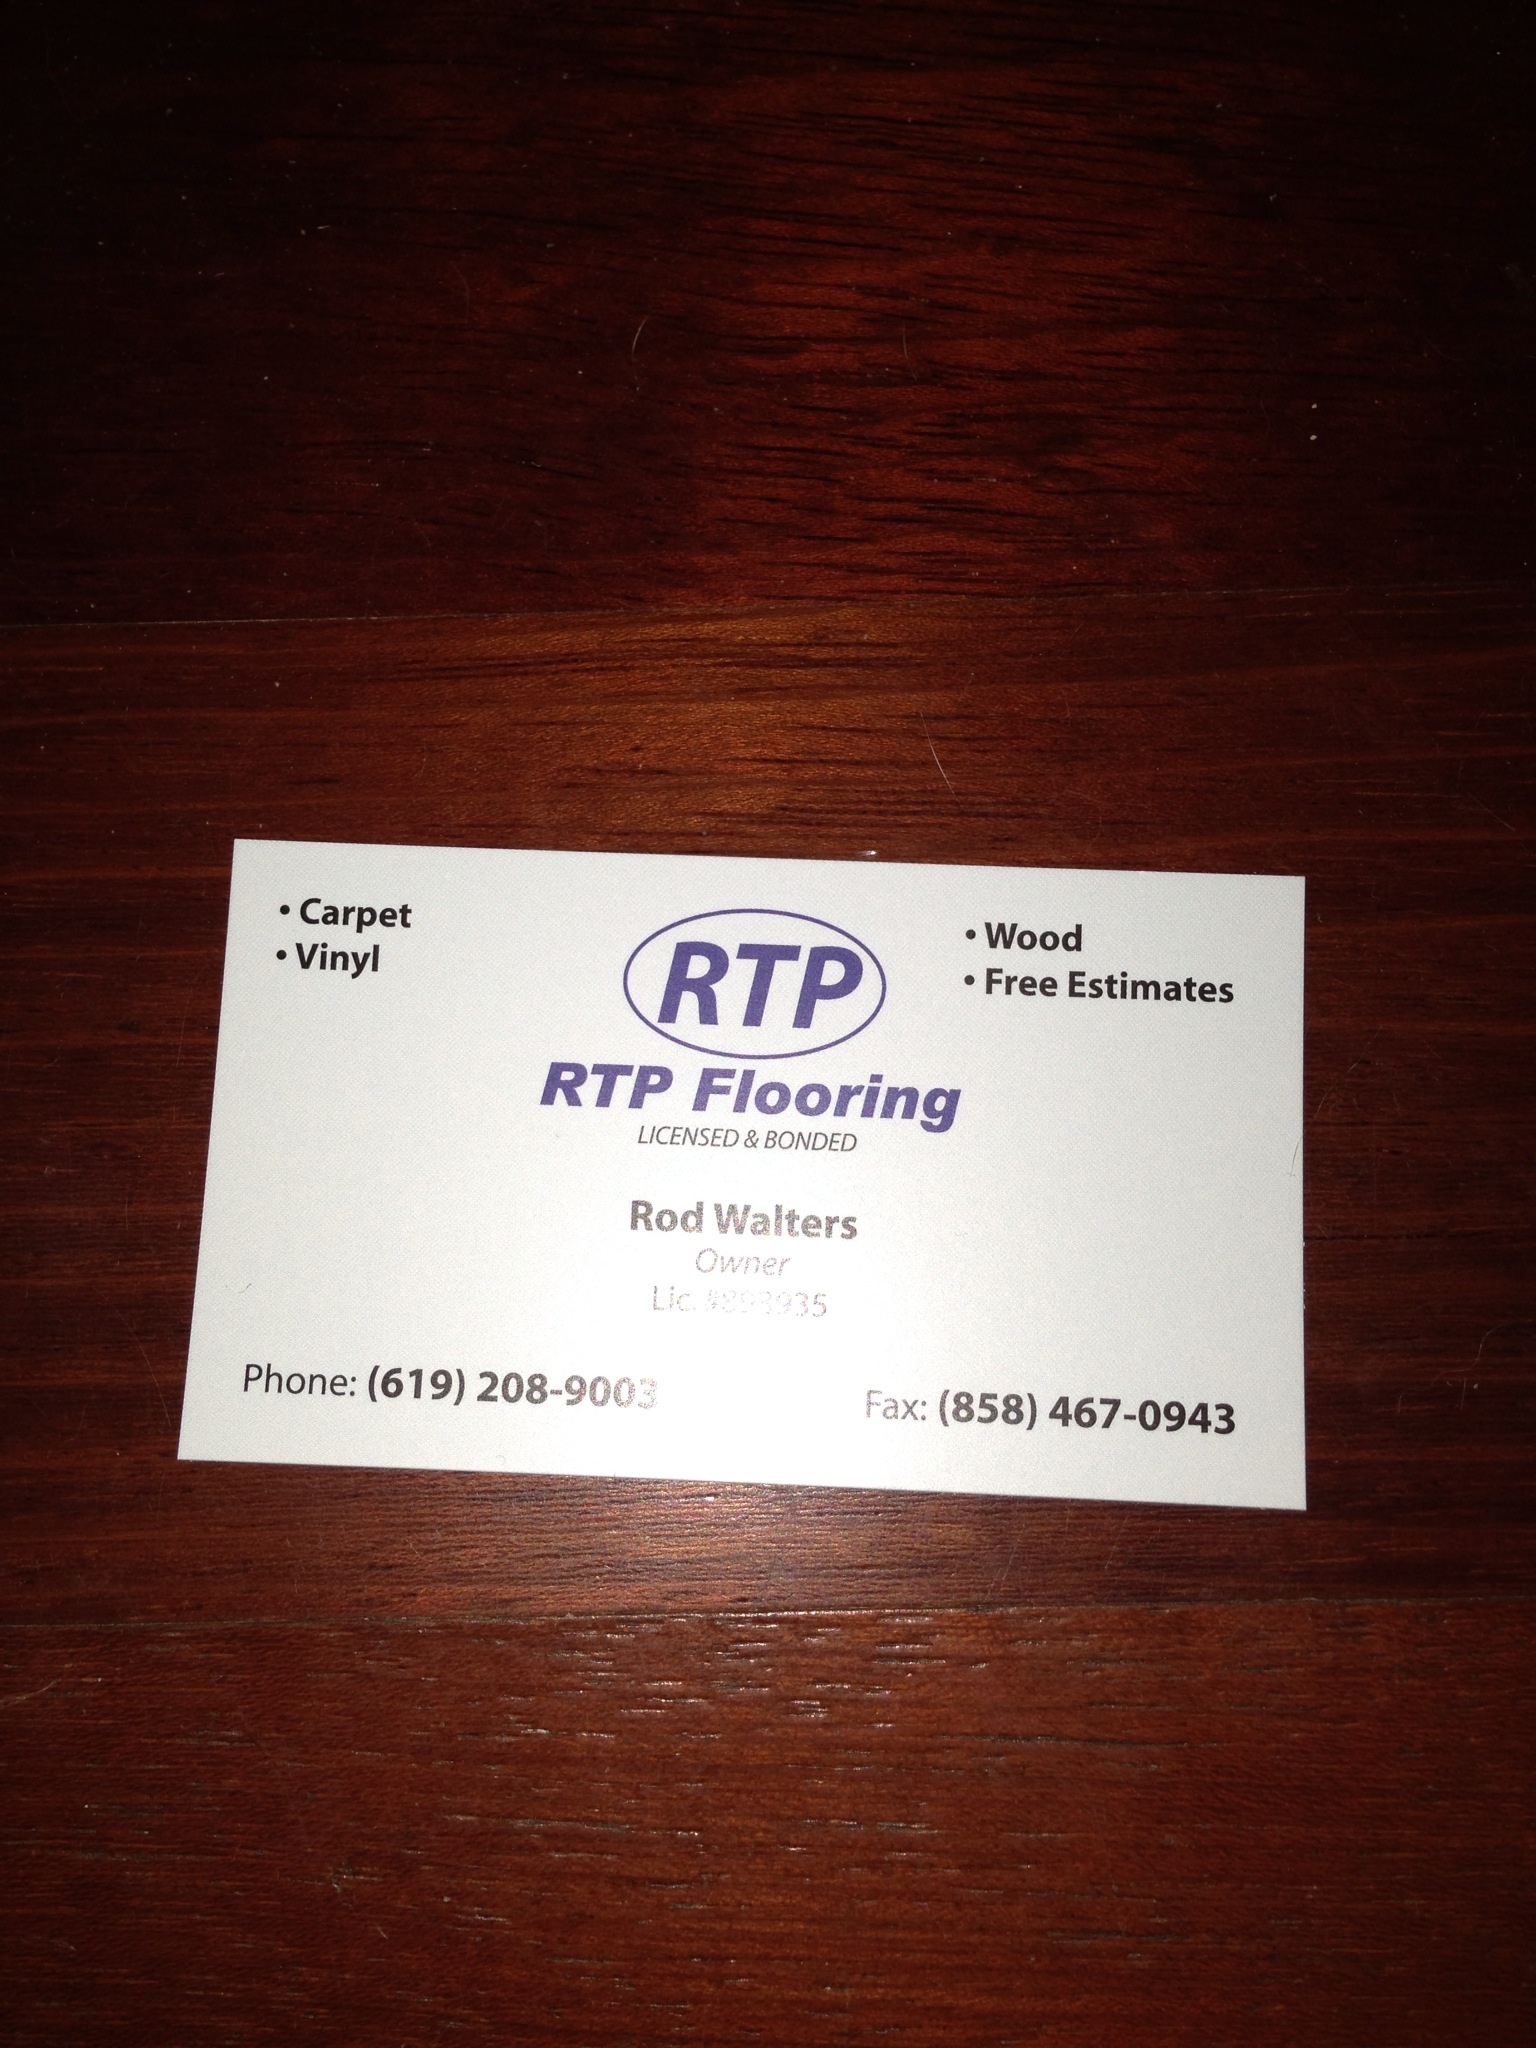 • Carpet
• Vinyl
RTP
• Wood
• Free Estimates
RTP Flooring
LICENSED & BONDED
Rod Walters
Owner
Lic.
Phone: (619) 208-9003
Fax: (858) 467-0943